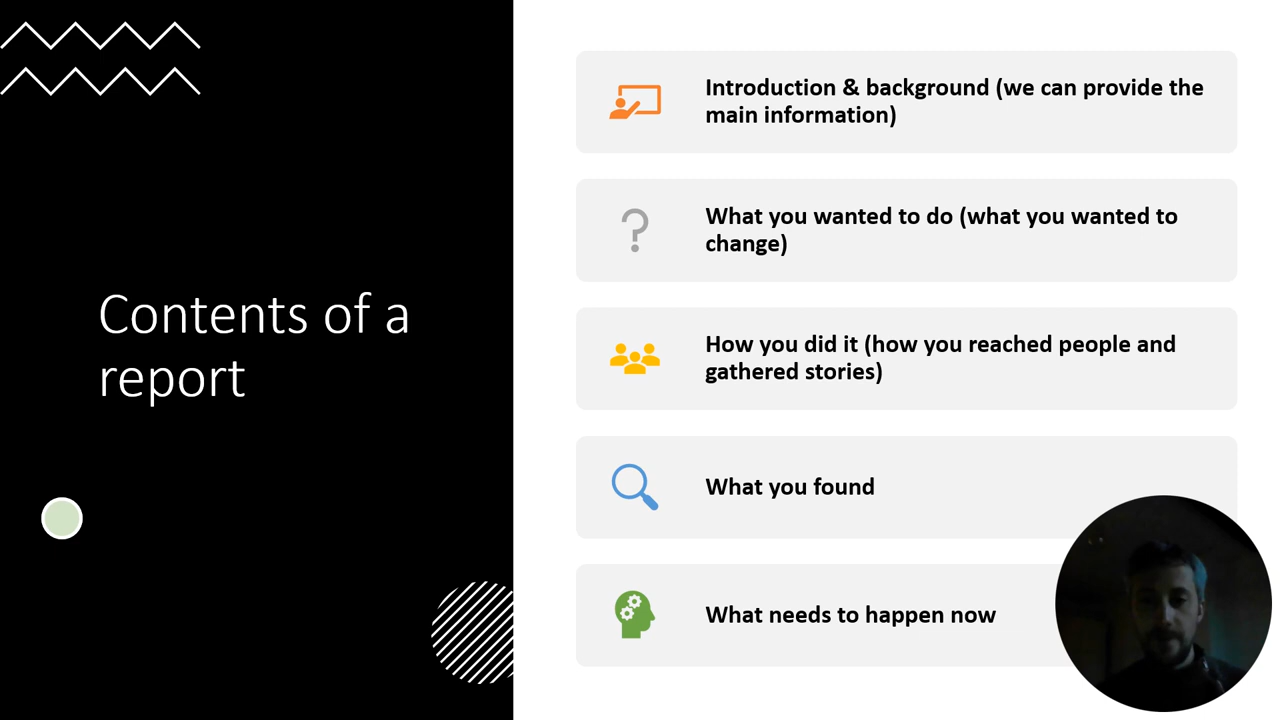 Contents of a
report
Introduction & background (we can provide the
main information)
What you wanted to do (what you wanted to
change)
How you did it (how you reached people and
gathered stories)
What you found
What needs to happen now